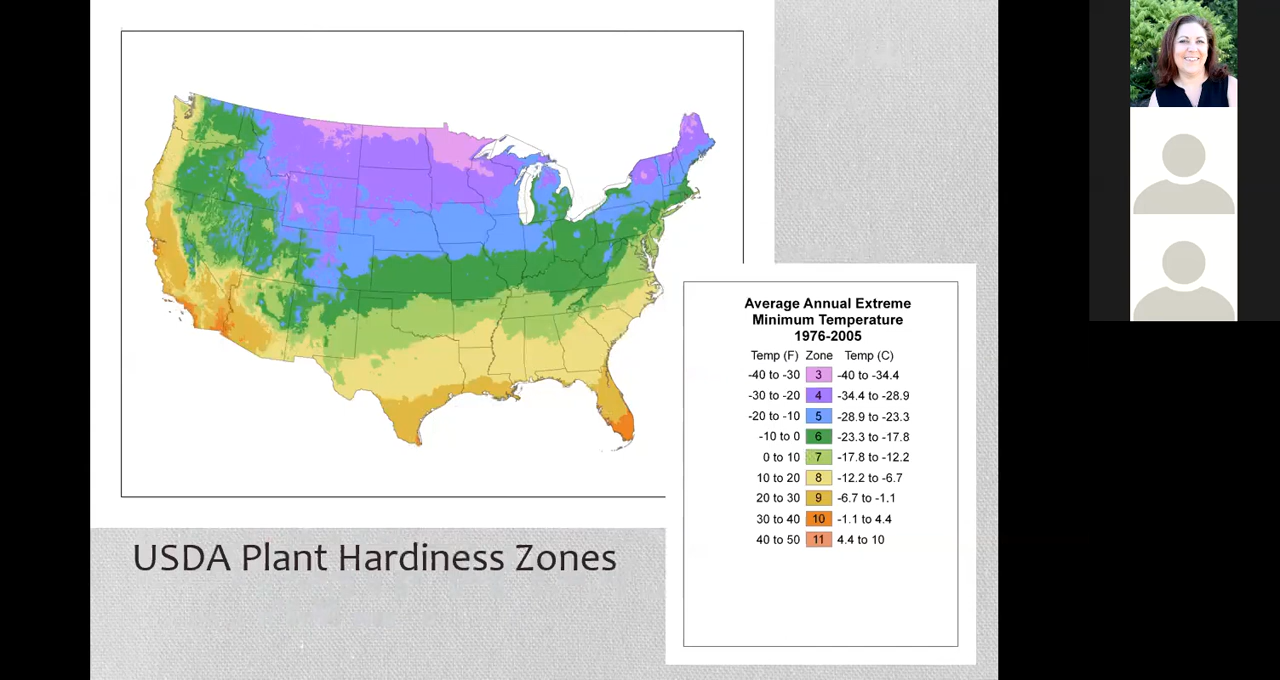 Average Annual Extreme
Minimum Temperature
1976-2005
Temp (F) Zone Temp (C)
-40 to -30 3 -40 to -34.4
-30 to -20 4 -34.4 to -28.9
-20 to -10 5 -28.9 to -23.3
-10 to 0 6 -23.3 to -17.8
0 to 10 7 -17.8 to -12.2
10 to 20 8 -12.2 to -6.7
20 to 30 9 -6.7 to -1.1
30 to 40 10 -1.1 to 4.4
40 to 50 11 4.4 to 10
USDA Plant Hardiness Zones